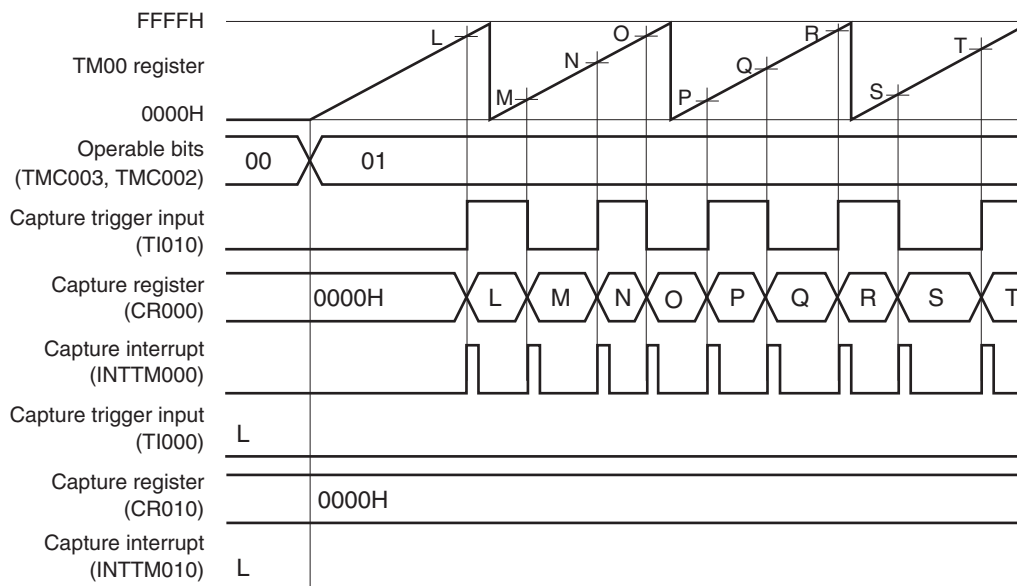 FFFFH
TM00 register
0000H
L M N O P Q R S T
Operable bits
(TMC003, TMC002)
00 01
Capture trigger input
(TI010)
Capture register
(CR000)
0000H L M N O P Q R S T
Capture interrupt
(INTTM000)
Capture trigger input
(TI000)
L
Capture register
(CR010)
0000H
Capture interrupt
(INTTM010)
L